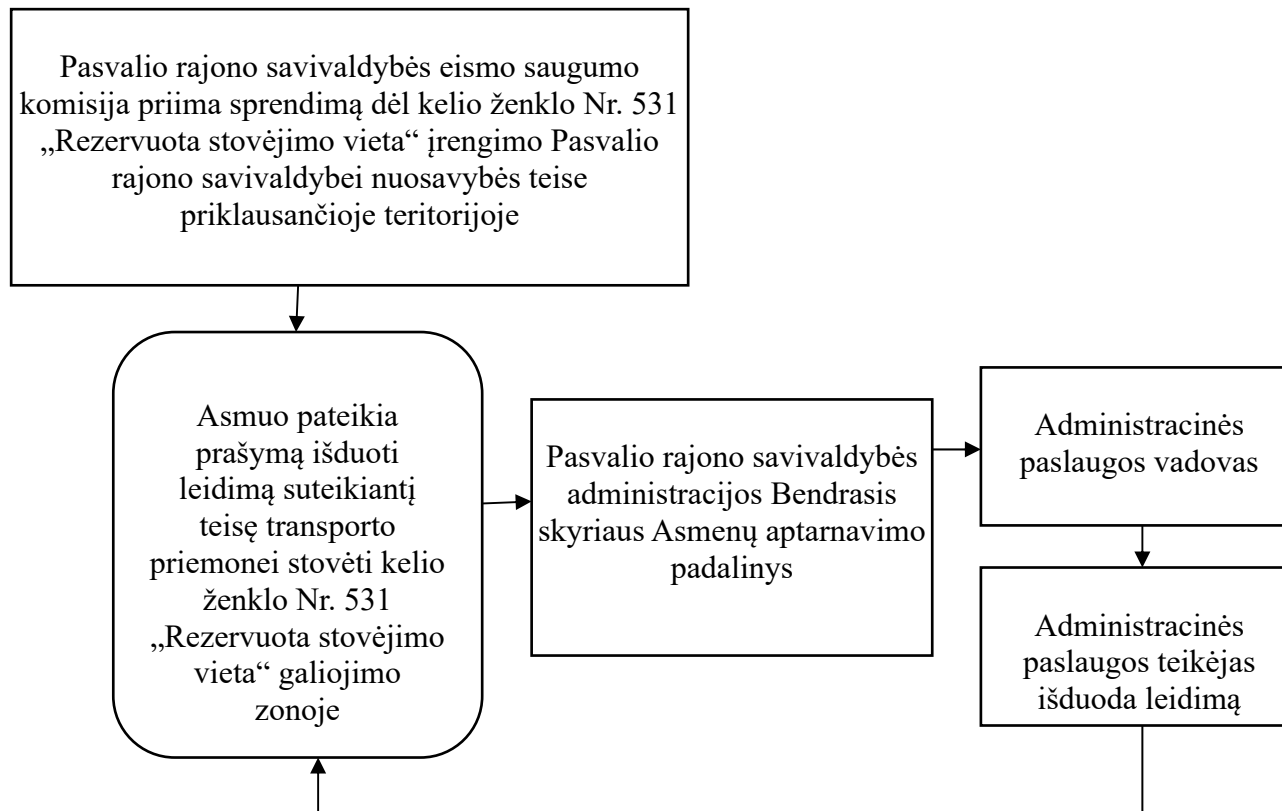 Pasvalio rajono savivaldybės eismo saugumo
komisija priima sprendimą dėl kelio ženklo Nr. 531
„Rezervuota stovėjimo vieta“ įrengimo Pasvalio
rajono savivaldybei nuosavybės teise
priklausančioje teritorijoje
Asmuo pateikia
prašymą išduoti
leidimą suteikiantį
teisę transporto
priemonei stovėti kelio
ženklo Nr. 531
„Rezervuota stovėjimo
vieta“ galiojimo
zonoje
Pasvalio rajono savivaldybės
administracijos Bendrasis
skyriaus Asmenų aptarnavimo
padalinys
Administracinės
paslaugos vadovas
Administracinės
paslaugos teikėjas
išduoda leidimą